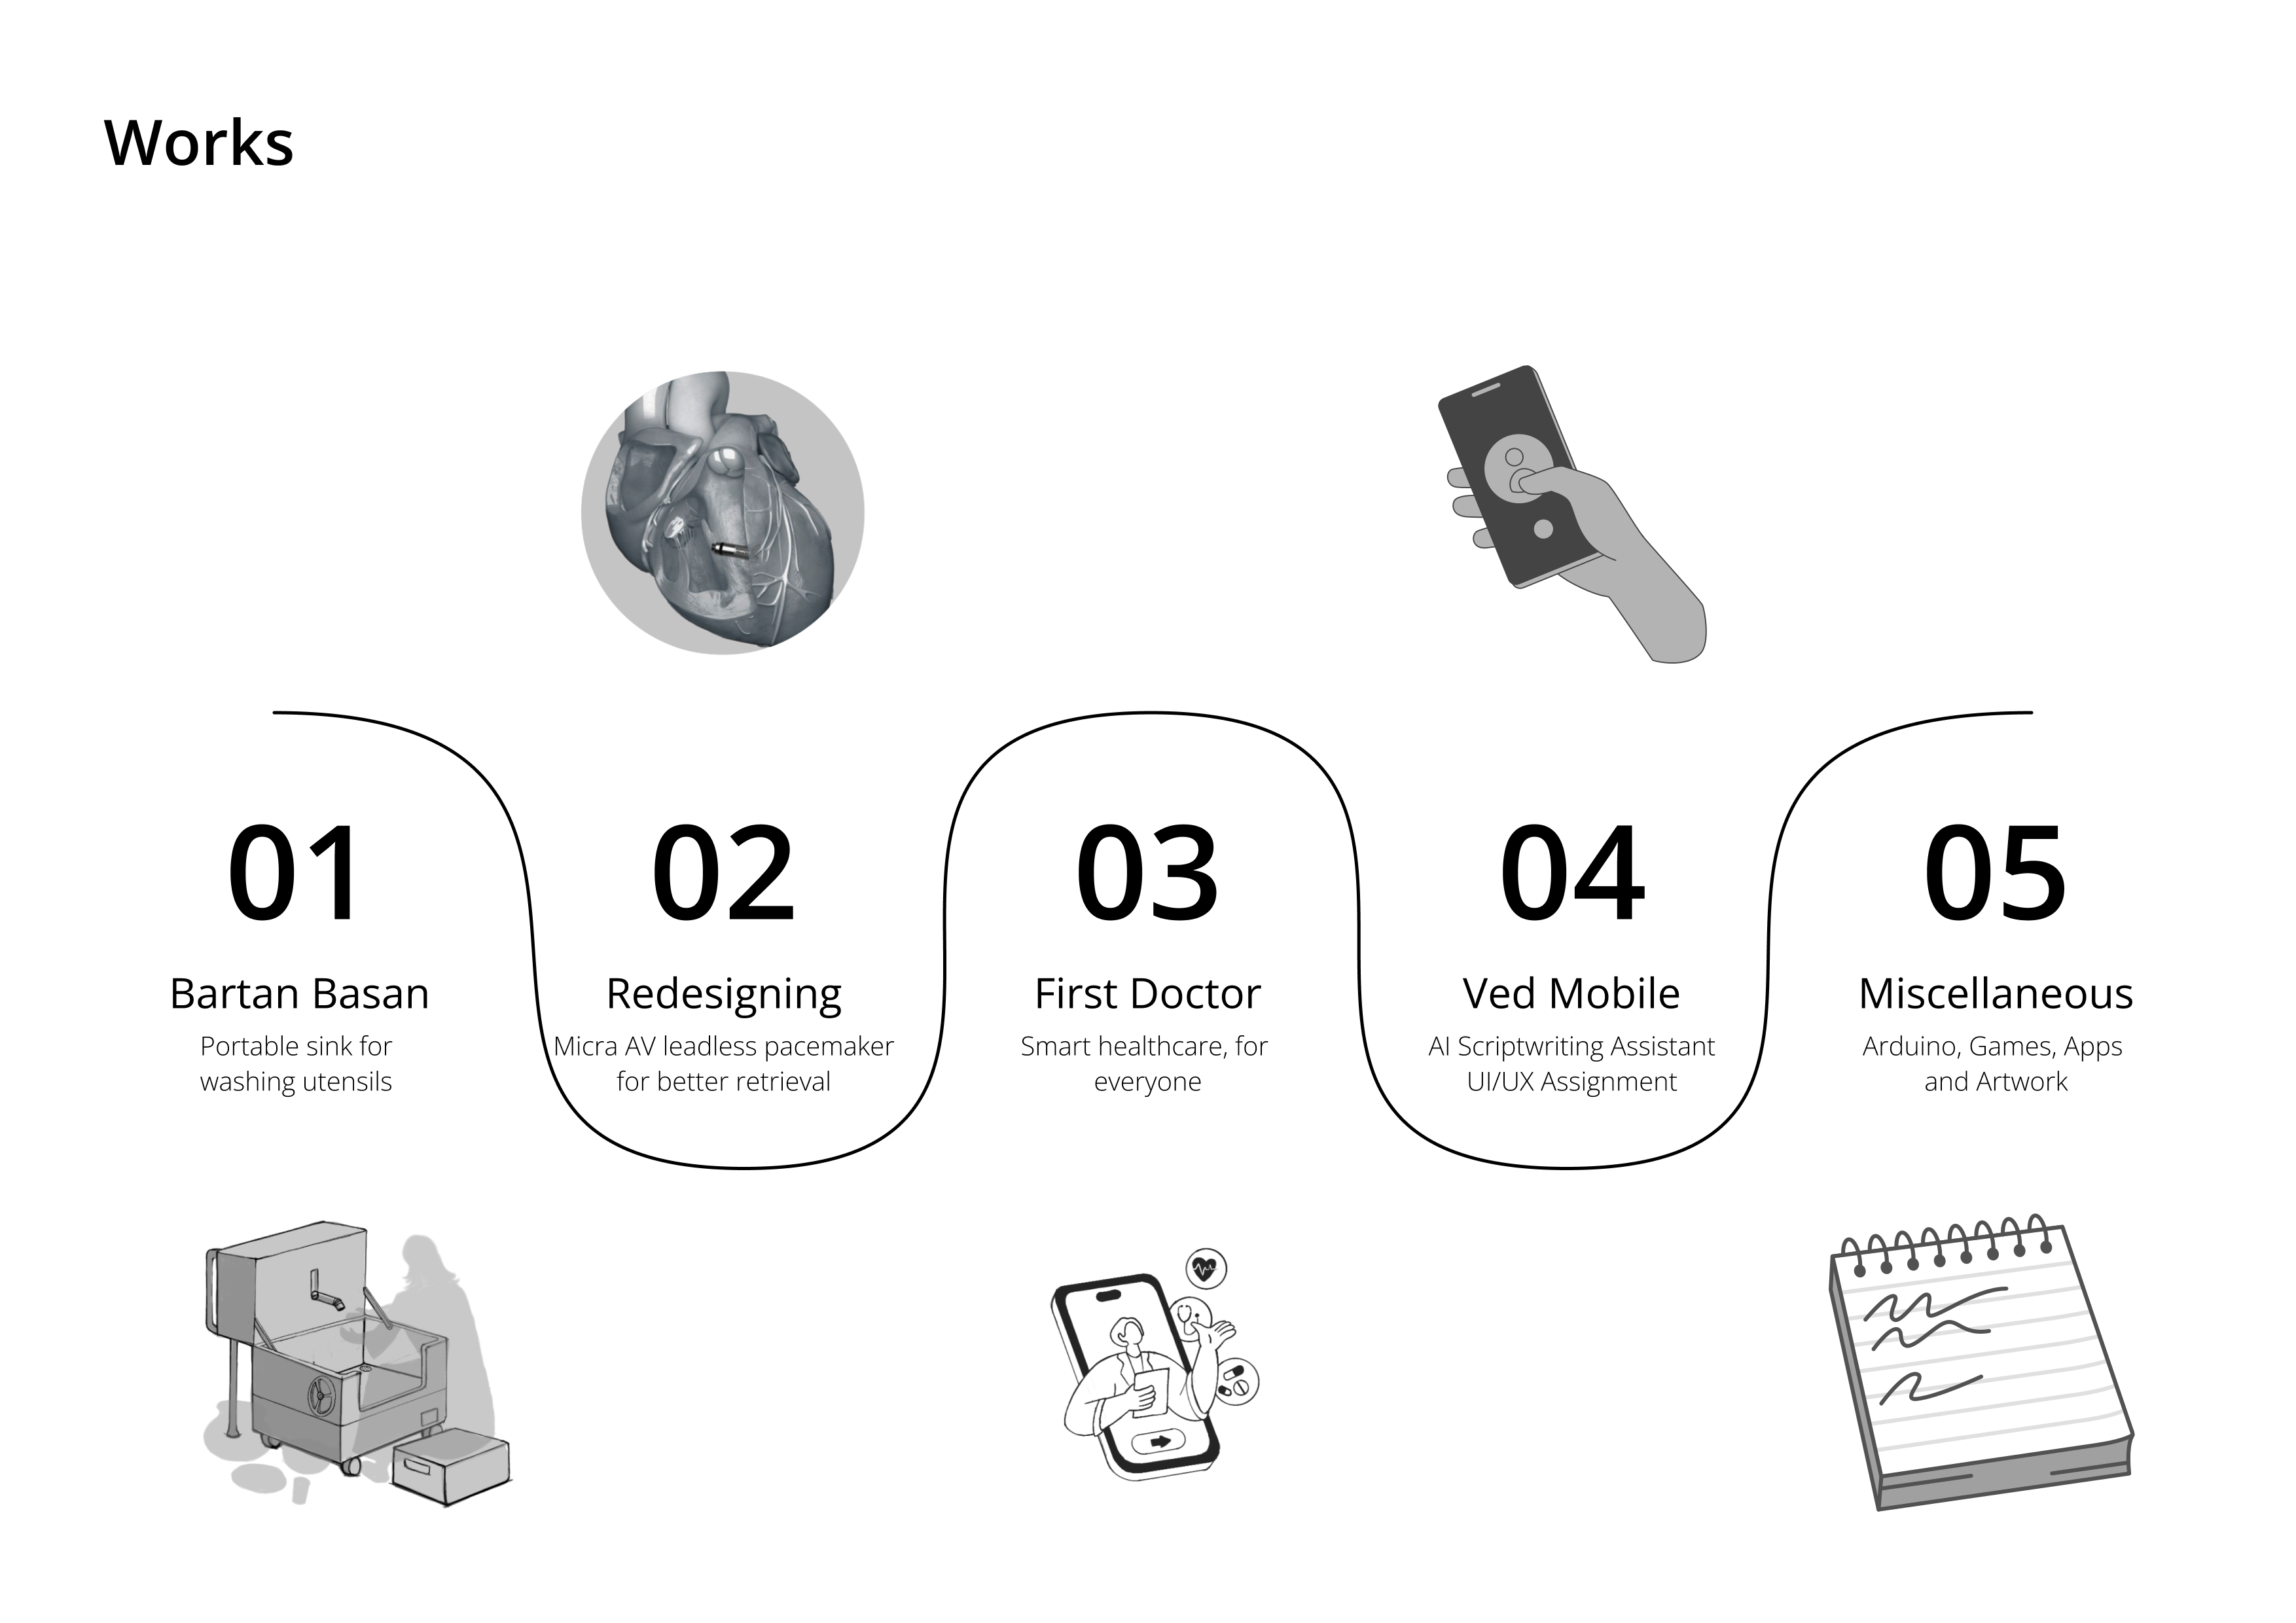 Works
01
Bartan Basan
Portable sink for
washing utensils
02
Redesigning
Micra AV leadless pacemaker
for better retrieval
03
First Doctor
Smart healthcare, for
everyone
04
Ved Mobile
AI Scriptwriting Assistant
UI/UX Assignment
05
Miscellaneous
Arduino, Games, Apps
and Artwork